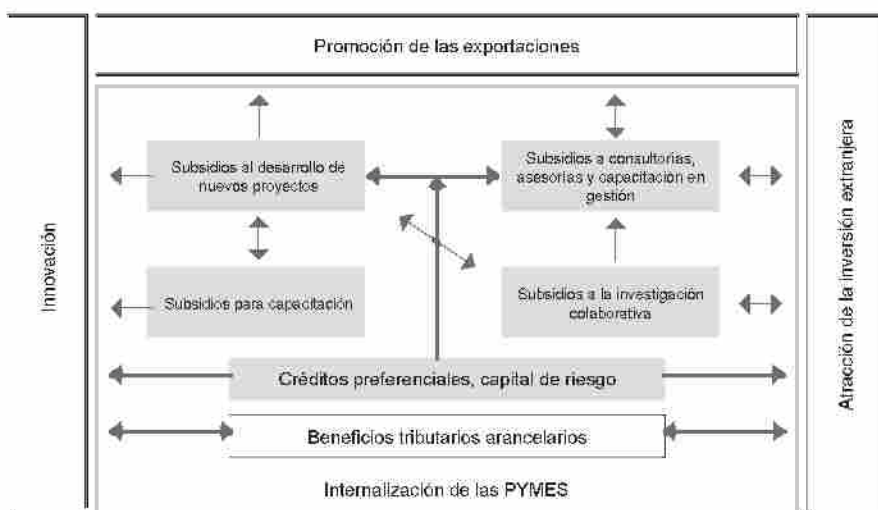 Promoción de las exportaciones
Innovación
Subsidios al desarrollo de
nuevos proyectos
Subsidios a consultorías,
asesorías y capacitación en
gestión
Subsidios para capacitación
Subsidios a la investigación
colaborativa
Créditos preferenciales, capital de riesgo
Beneficios tributarios arancelarios
Internalización de las PYMES
Atracción de la inversión extranjera